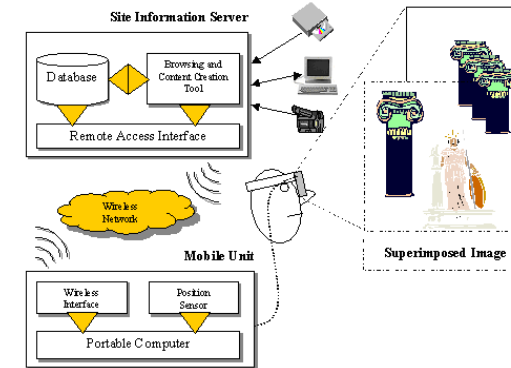 Site Information Server
Database
Browsing and
Content Creation
Tool
Remote Access Interface
Wireless
Network
Mobile Unit
Wireless
Interface
Position
Sensor
Portable Computer
Superimposed Image